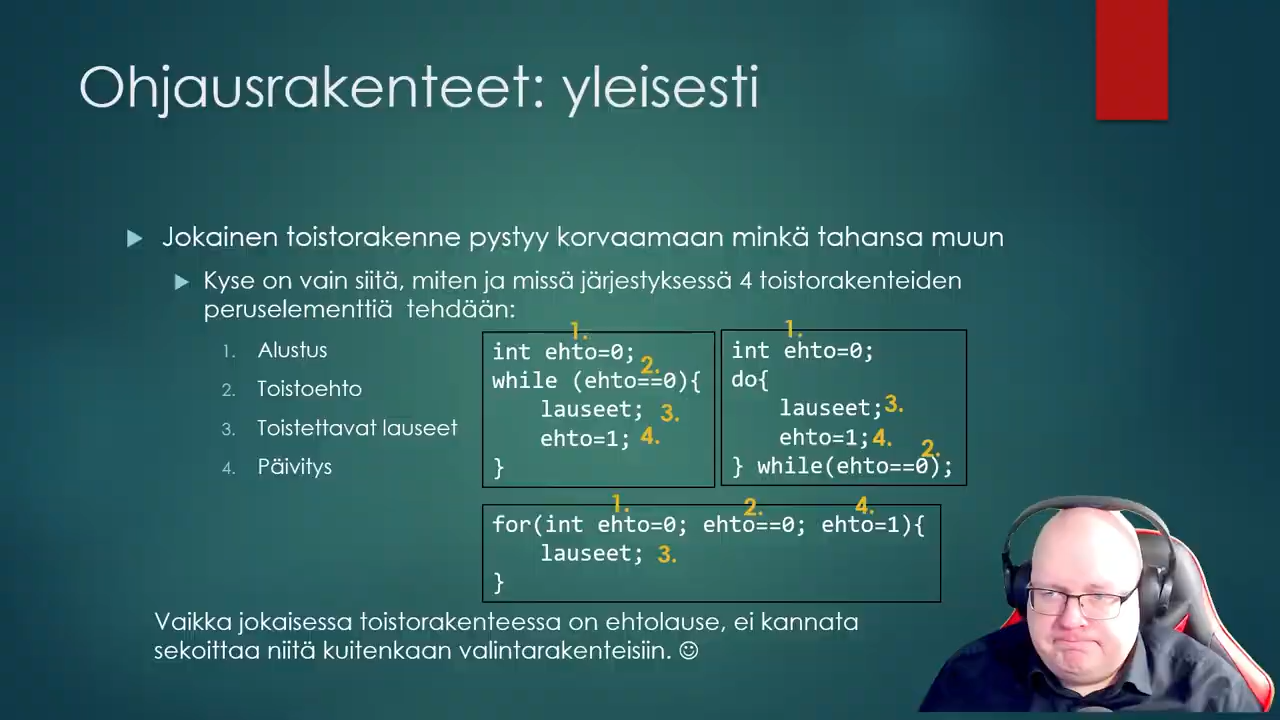 Ohjausrakenteet: yleisesti
Jokainen toistorakenne pystyy korvaamaan minkä tahansa muun
Kyse on vain siitä, miten ja missä järjestyksessä 4 toistorakenteiden
peruselementtiä tehdään:
1. Alustus
2. Toistoehto
3. Toistettavat lauseet
4. Päivitys
1.
int ehto=0;
2.
while (ehto==0){
lauseet; 3.
ehto=1; 4.
}
1.
int ehto=0;
do{
lauseet;3.
ehto=1;4.
2.
} while(ehto==0);
1. 2. 4.
for(int ehto=0; ehto==0; ehto=1){
lauseet; 3.
}
Vaikka jokaisessa toistorakenteessa on ehtolause, ei kannata
sekoittaa niitä kuitenkaan valintarakenteisiin. ☺